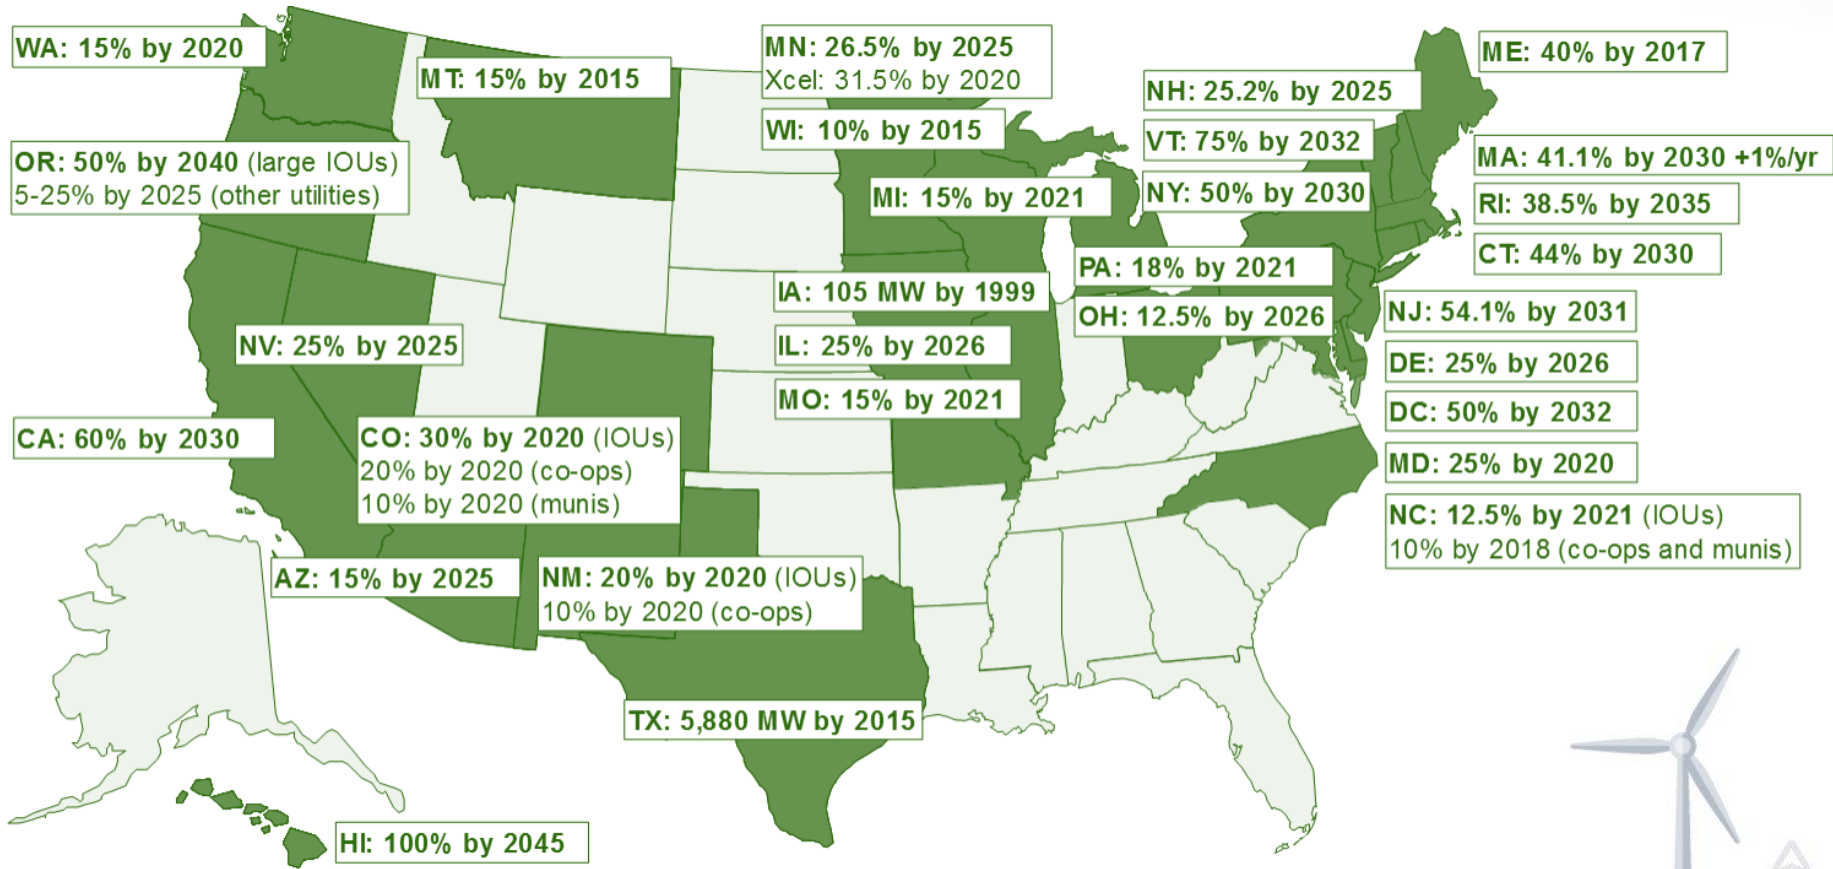 WA: 15% by 2020
MT: 15% by 2015
MN: 26.5% by 2025
Xcel: 31.5% by 2020
ME: 40% by 2017
NH: 25.2% by 2025
WI: 10% by 2015
VT: 75% by 2032
OR: 50% by 2040 (large IOUs)
5-25% by 2025 (other utilities)
MA: 41.1% by 2030 +1%/yr
MI: 15% by 2021
NY: 50% by 2030
RI: 38.5% by 2035
CT: 44% by 2030
PA: 18% by 2021
IA: 105 MW by 1999
OH: 12.5% by 2026
NJ: 54.1% by 2031
NV: 25% by 2025
IL: 25% by 2026
DE: 25% by 2026
MO: 15% by 2021
DC: 50% by 2032
CA: 60% by 2030
CO: 30% by 2020 (IOUs)
20% by 2020 (co-ops)
10% by 2020 (munis)
MD: 25% by 2020
NC: 12.5% by 2021 (IOUs)
10% by 2018 (co-ops and munis)
AZ: 15% by 2025
NM: 20% by 2020 (IOUs)
10% by 2020 (co-ops)
TX: 5,880 MW by 2015
HI: 100% by 2045